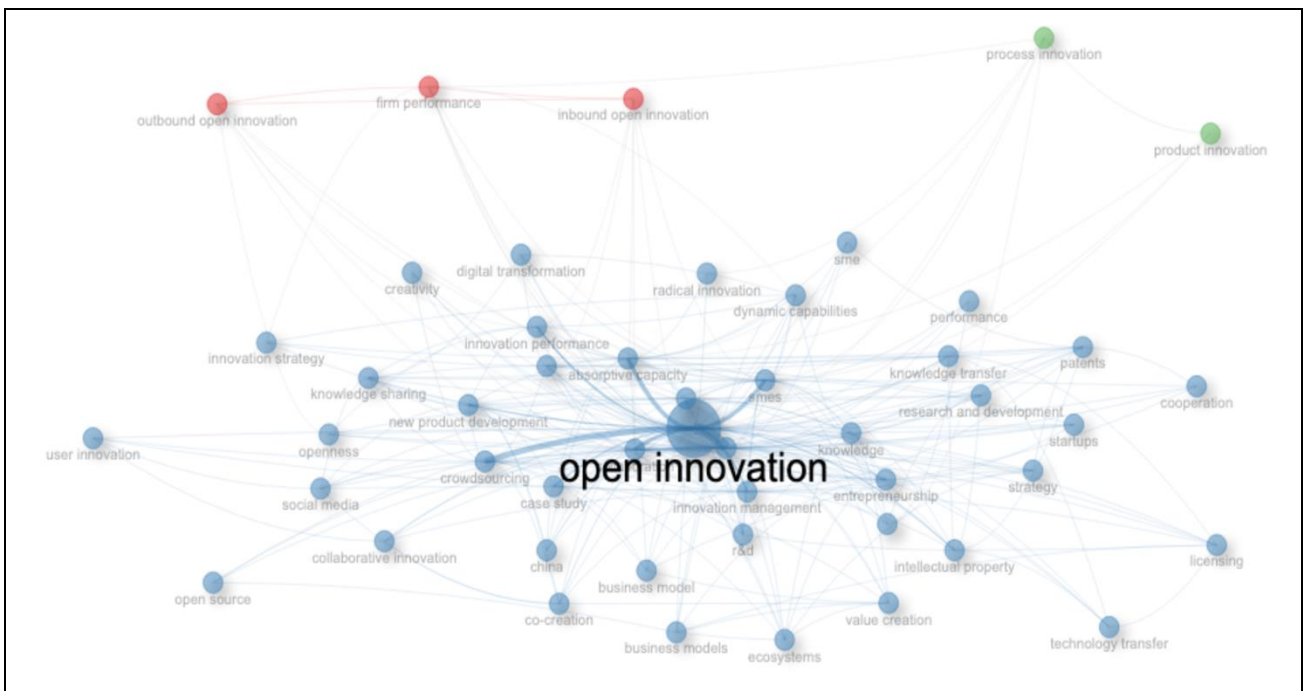 process innovation
firm performance
outbound open innovation
inbound open innovation
product innovation
sme
digital transformation
creativity
radical innovation
dynamic capabilities
performance
innovation performance
innovation strategy
absorptive capacity
knowledge transfer
patents
knowledge sharing
smes
research and development
cooperation
new product development
user innovation
openness
knowledge
startups
open innovation
crowdsourcing
strategy
entrepreneurship
social media
case study
innovation management
r&d
collaborative innovation
china
intellectual property
licensing
business model
open source
co-creation
value creation
business models
technology transfer
ecosystems